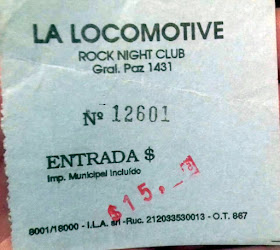 LA LOCOMOTIVE
ROCK NIGHT CLUB
Gral. Paz 1431
Nº 12601
ENTRADA $
Imp. Municipal Incluído
$15,_
8001/18000 - I.L.A. srl -Ruc. 212033530013 - O.T. 867